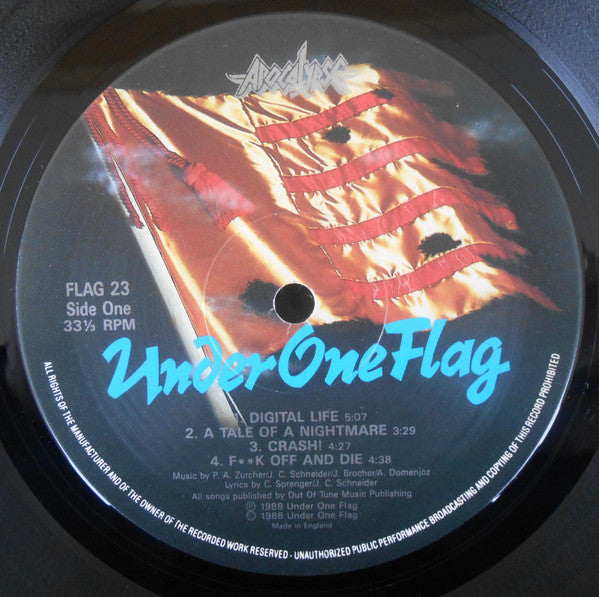 APOCALYPSE
FLAG 23
Side One
33⅓ RPM
Under One Flag
1. DIGITAL LIFE 5:07
2. A TALE OF A NIGHTMARE 3:29
3. CRASH! 4:27
4. F**K OFF AND DIE 4:38
Music by P. A. Zurcher/J. C. Schneider/J. Brocher/A. Domenjoz
Lyrics by C. Sprenger/J. C. Schneider
All songs published by Out Of Tune Music Publishing
Ⓟ 1988 Under One Flag
© 1988 Under One Flag
Made in England
ALL RIGHTS OF THE MANUFACTURER AND OF THE OWNER OF THE RECORDED WORK RESERVED - UNAUTHORIZED PUBLIC PERFORMANCE BROADCASTING AND COPYING OF THIS RECORD PROHIBITED